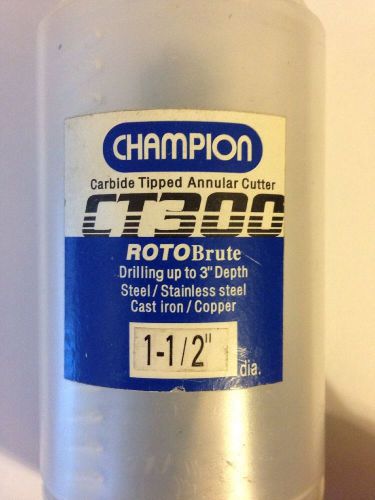 CHAMPION
Carbide Tipped Annular Cutter
CT300
ROTOBrute
Drilling up to 3" Depth
Steel / Stainless steel
Cast iron / Copper
1-1/2"
dia.